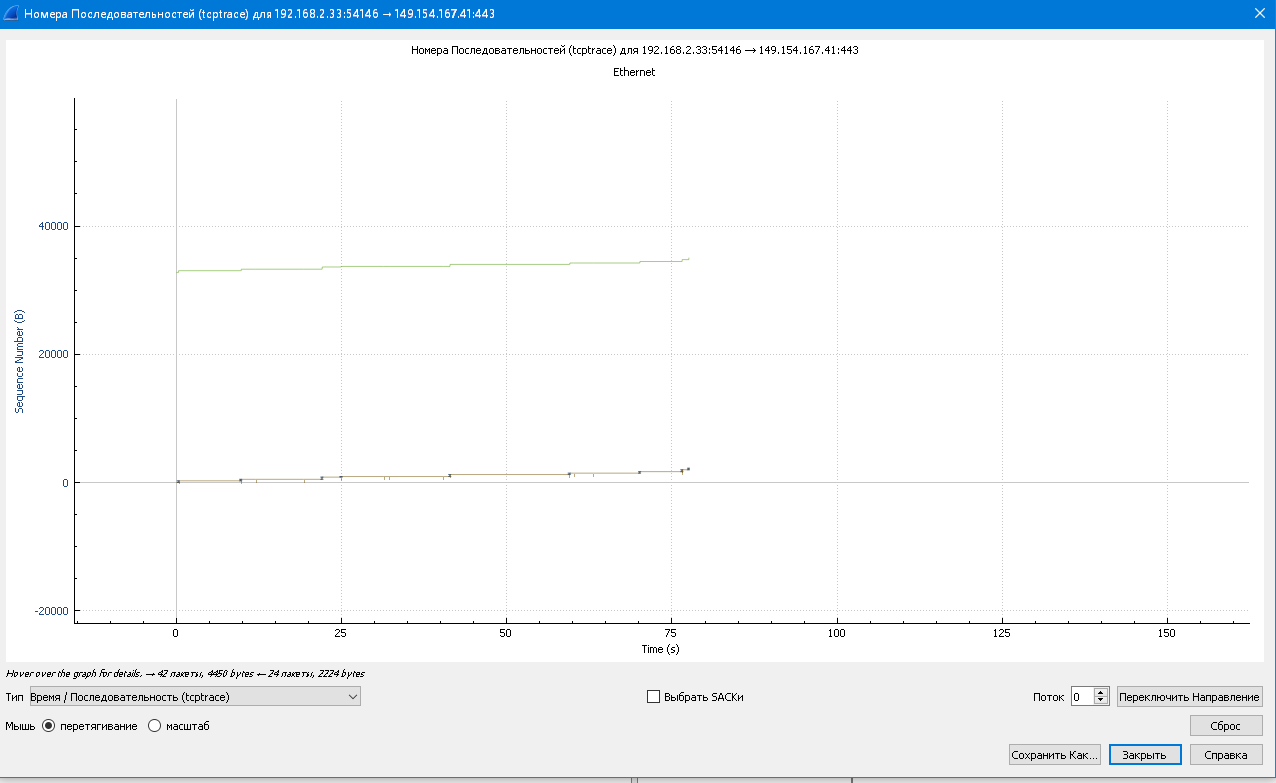 Номера Последовательностей (tcptrace) для 192.168.2.33:54146 → 149.154.167.41:443
Номера Последовательностей (tcptrace) для 192.168.2.33:54146 → 149.154.167.41:443
Ethernet
40000
20000
0
-20000
Sequence Number (B)
0 25 50 75 100 125 150
Time (s)
Hover over the graph for details. → 42 пакеты, 4450 bytes ← 24 пакеты, 2224 bytes
Тип Время / Последовательность (tcptrace) Выбрать SACKи Поток 0 Переключить Направление
Мышь перетягивание масштаб Сброс
Сохранить Как... Закрыть Справка